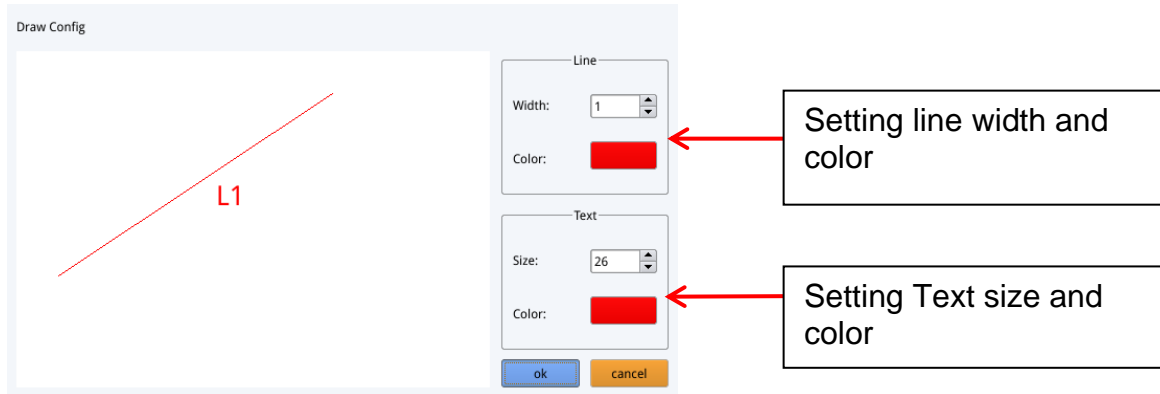 Draw Config
L1
Line
Width: 1
Color:
Text
Size: 26
Color:
ok cancel
Setting line width and
color
Setting Text size and
color